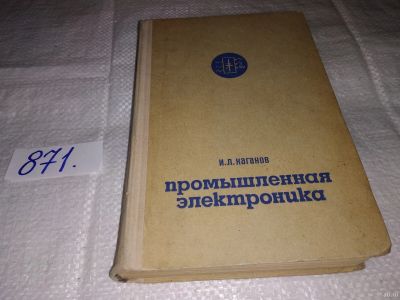 871.
И.Л.Каганов
промышленная
электроника